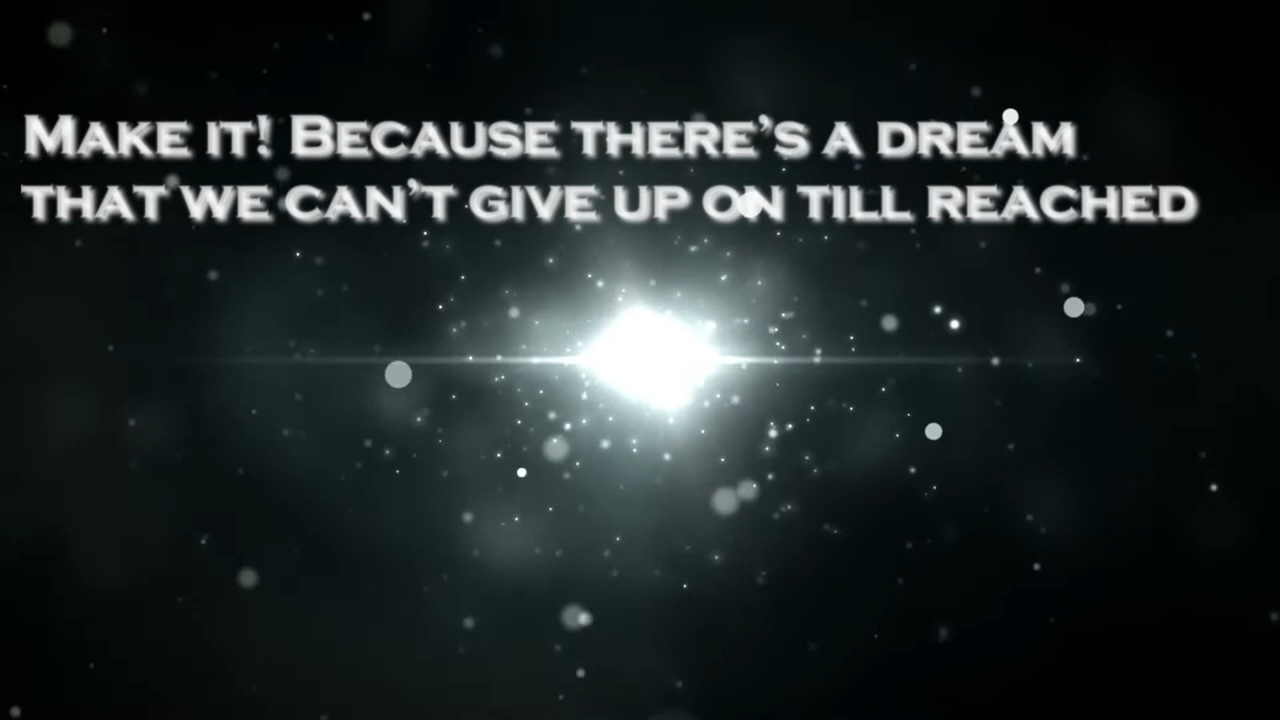 Make it! Because there’s a dream
that we can’t give up on till reached